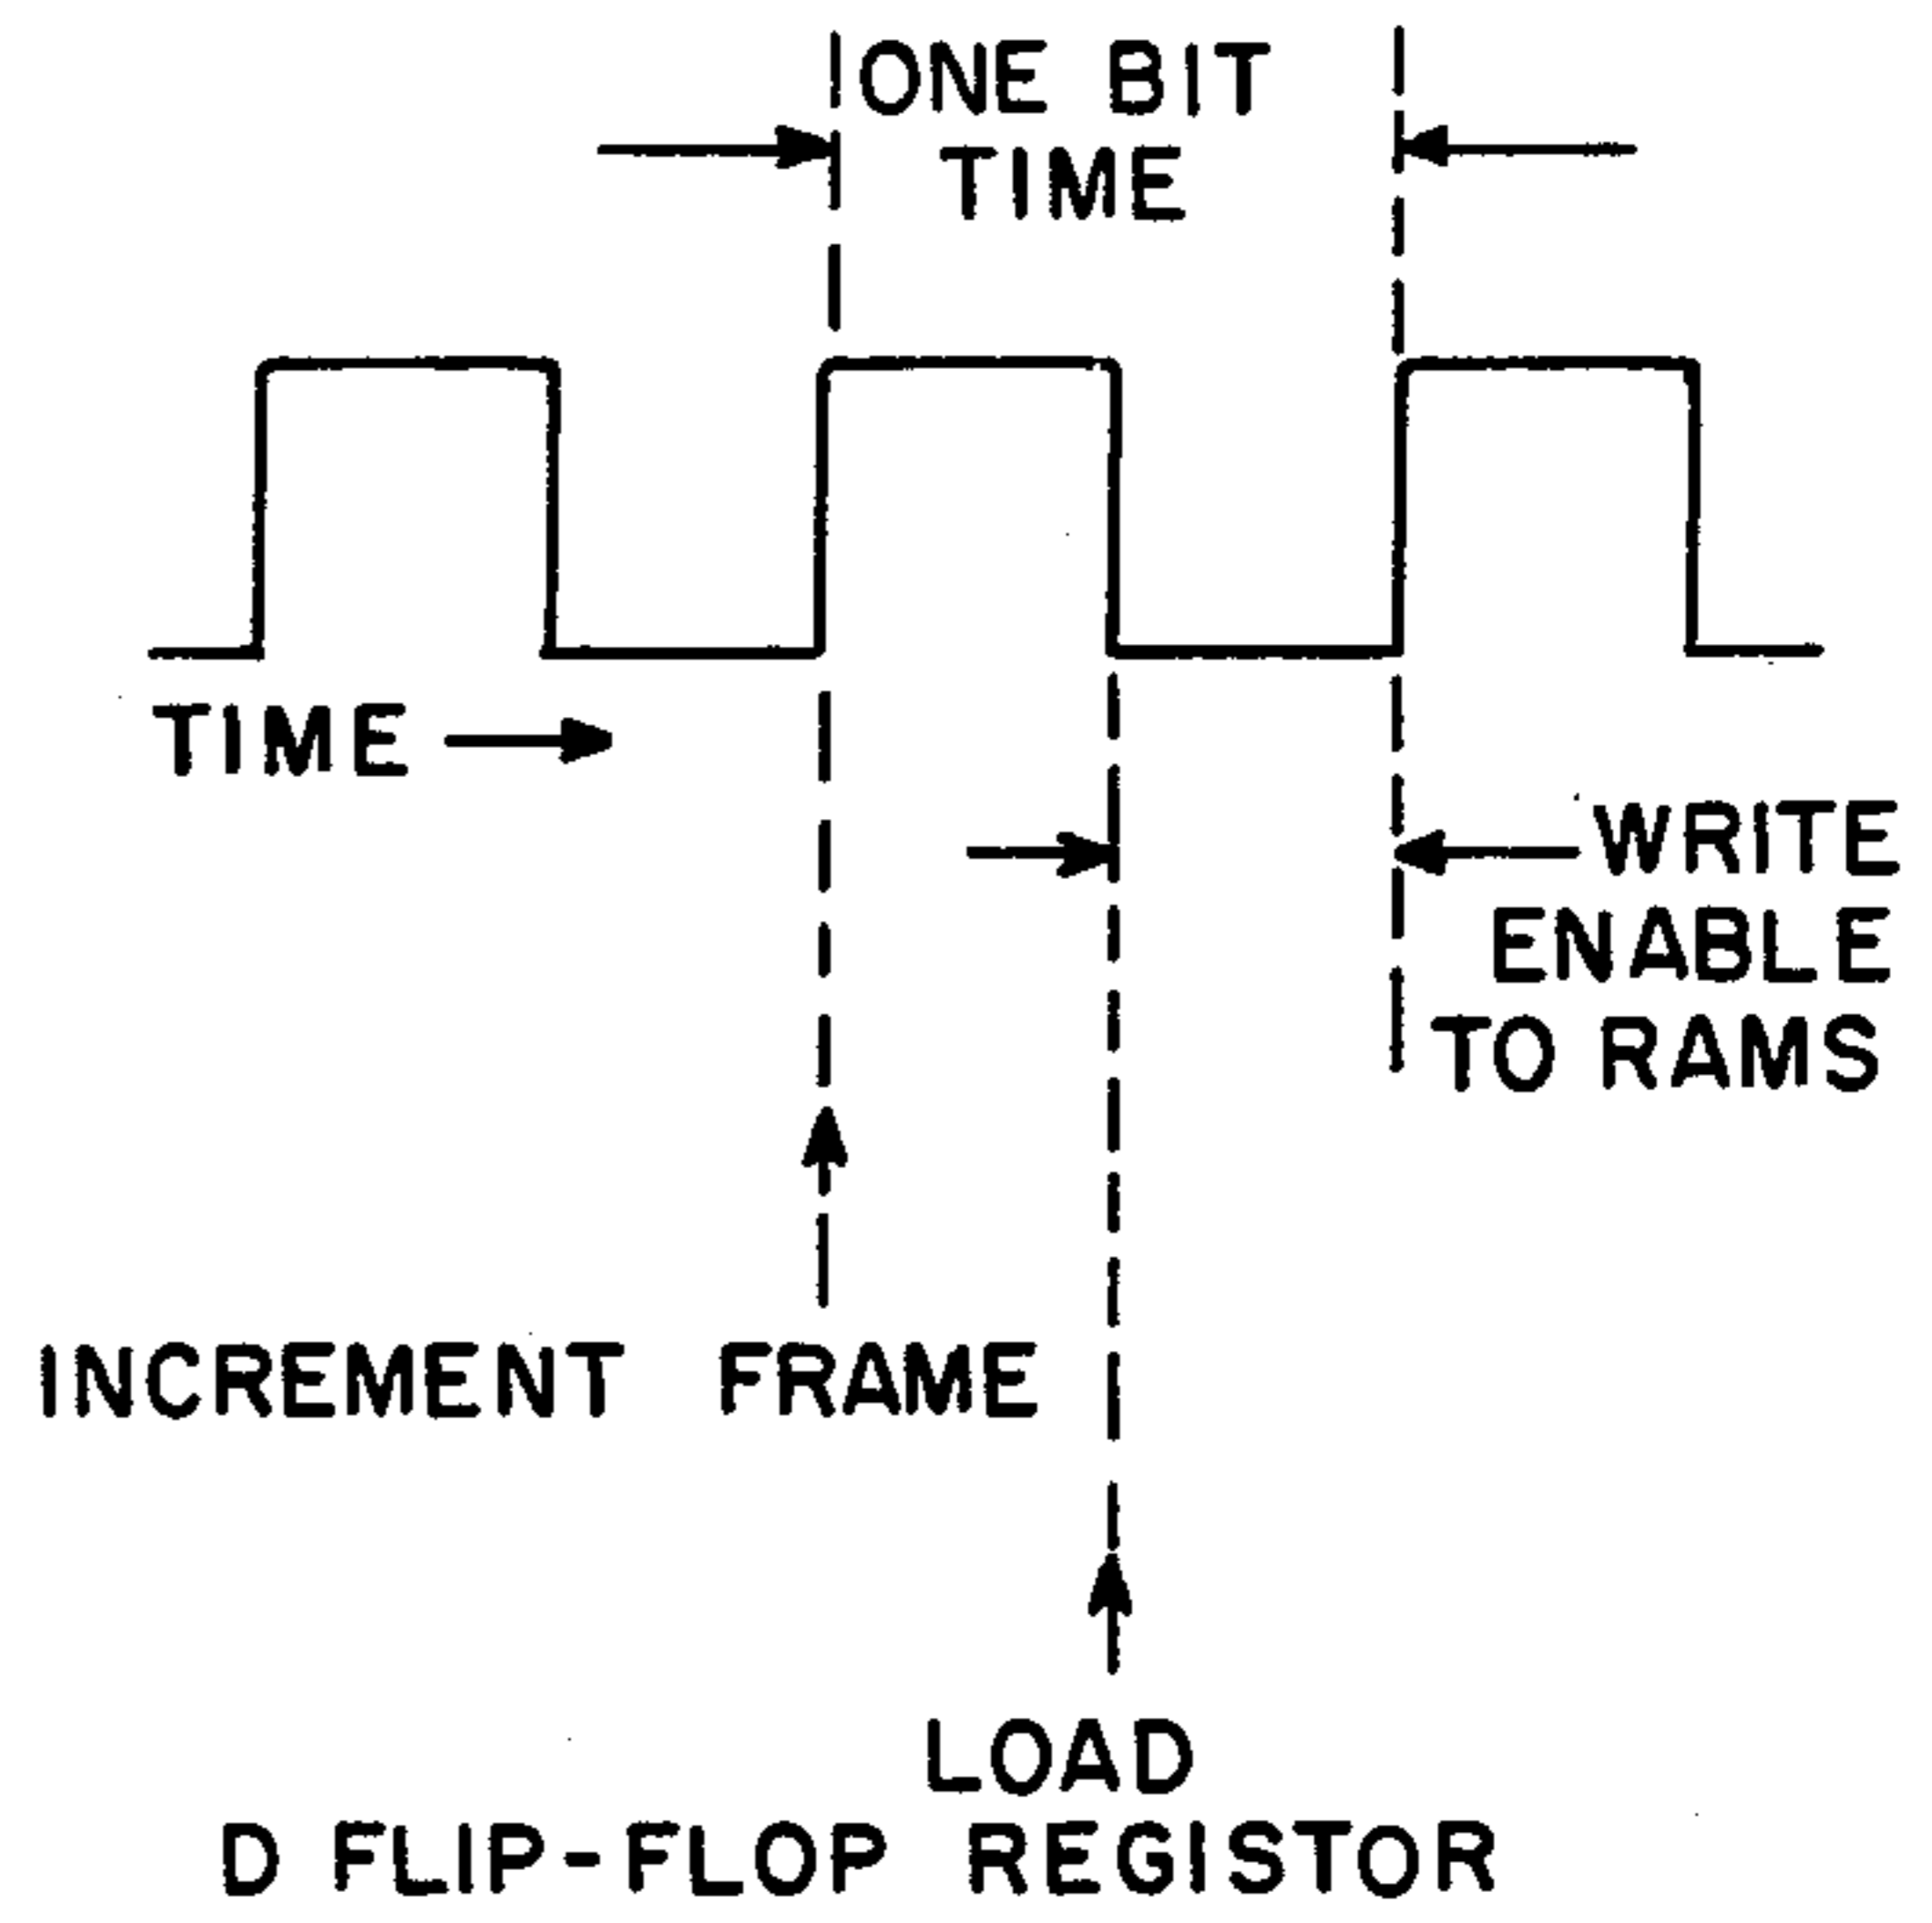 ONE BIT
TIME
TIME
WRITE
ENABLE
TO RAMS
INCREMENT FRAME
LOAD
D FLIP-FLOP REGISTOR